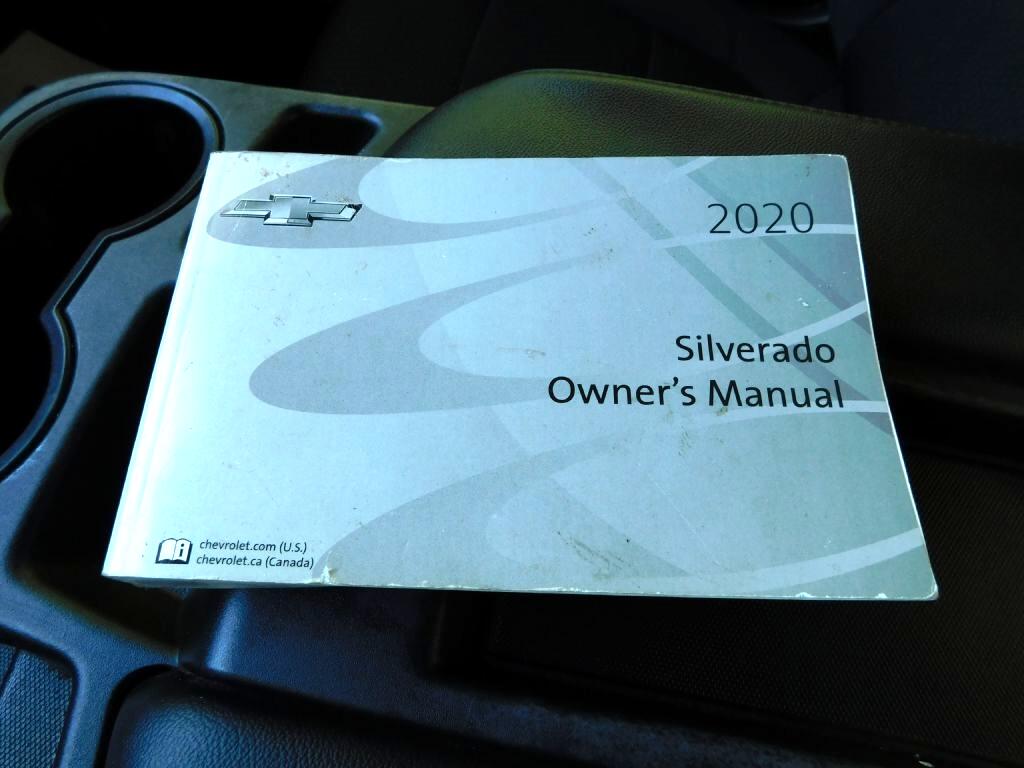 2020
Silverado
Owner's Manual
chevrolet.com (U.S.)
chevrolet.ca (Canada)